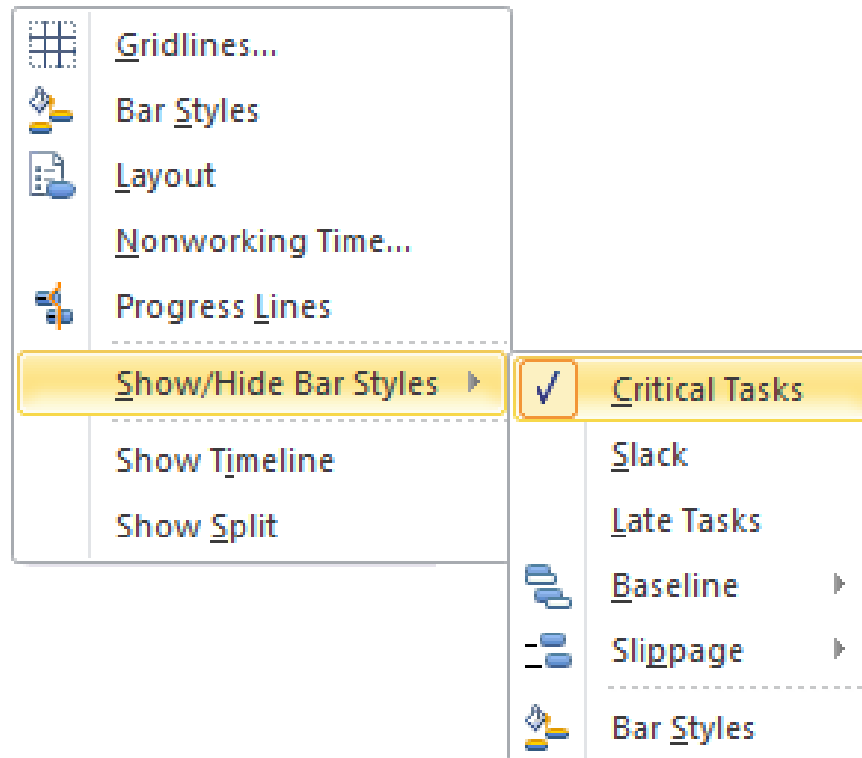 Gridlines...
Bar Styles
Layout
Nonworking Time...
Progress Lines
Show/Hide Bar Styles
Show Timeline
Show Split
Critical Tasks
Slack
Late Tasks
Baseline
Slippage
Bar Styles